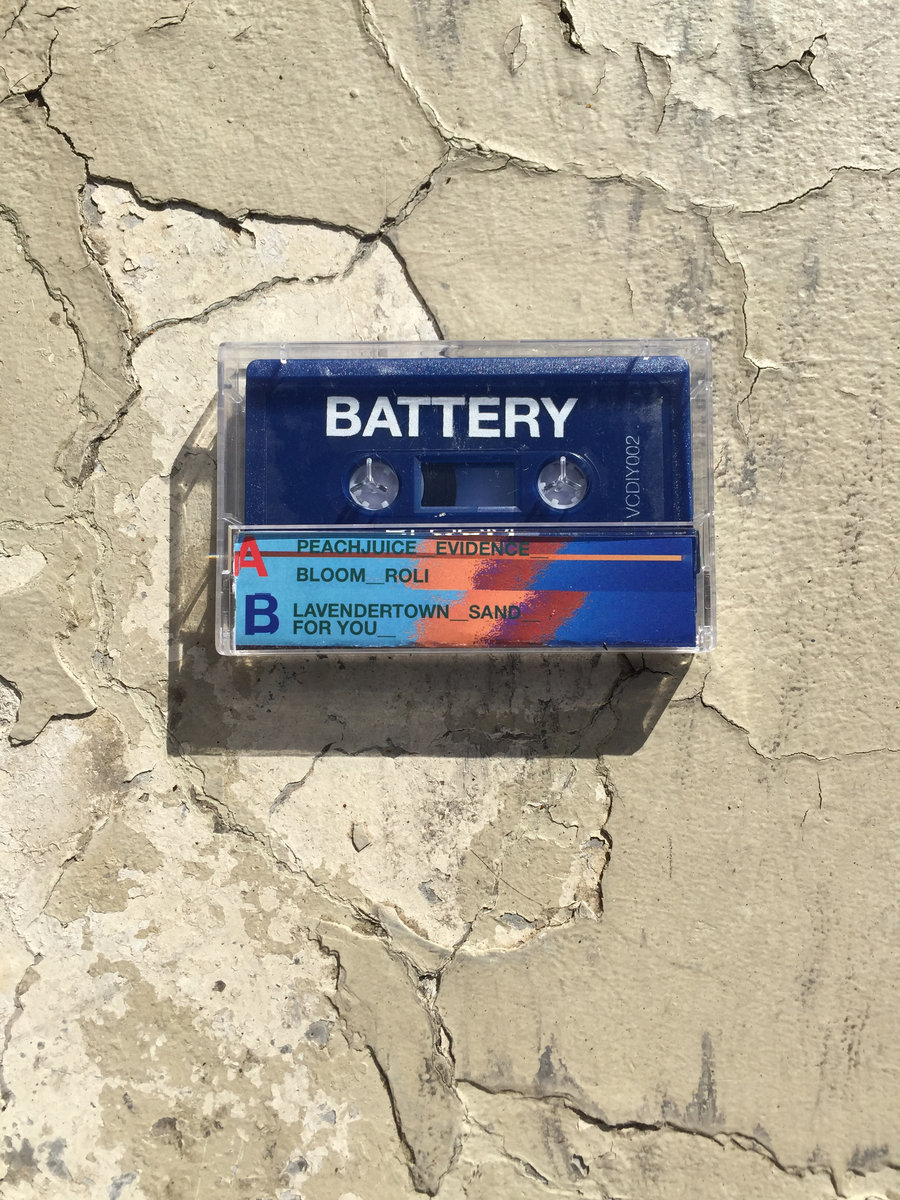 BATTERY
VCDIY002
A
PEACHJUICE__EVIDENCE__
BLOOM__ROLI
B
LAVENDERTOWN__SAND__
FOR YOU__